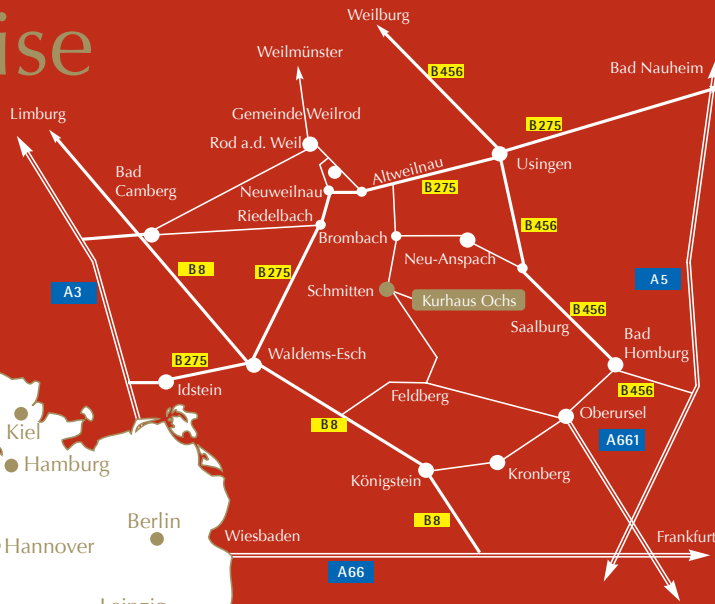 ise
Weilburg
Weilmünster
B456
Bad Nauheim
Limburg
Gemeinde Weilrod
B275
Rod a.d. Weil
Bad
Camberg
Altweilnau
Usingen
Neuweilnau
B275
Riedelbach
B456
Brombach
Neu-Anspach
B8
B275
A3
A5
Schmitten
Kurhaus Ochs
B456
Saalburg
Bad
Homburg
B275
Waldems-Esch
Idstein
Feldberg
B456
Oberursel
B8
A661
Kiel
Hamburg
Königstein
Kronberg
Berlin
B8
Hannover
Wiesbaden
Frankfurt
A66
Leipzig